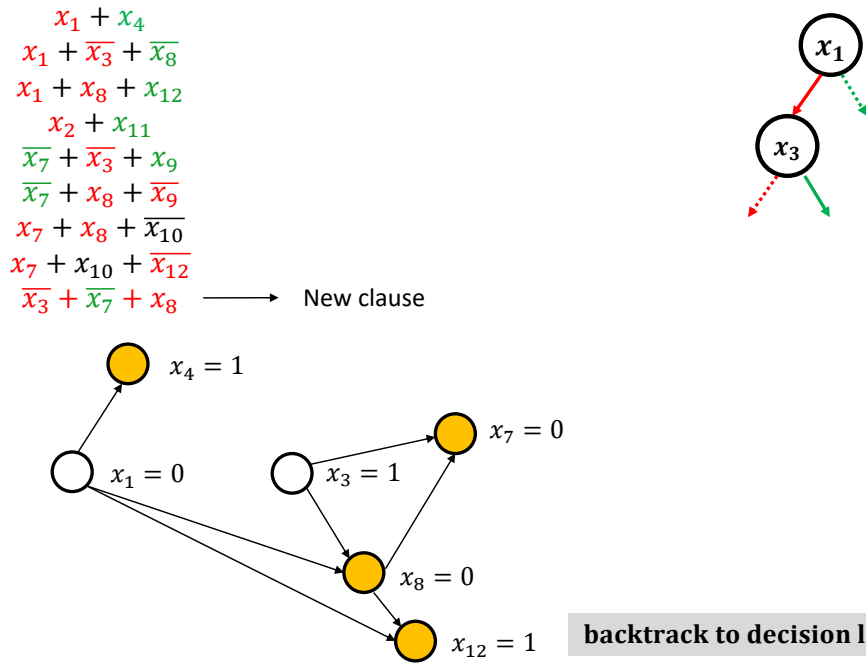 x₁ + x₄
x₁ + x̅₃ + x̅₈
x₁ + x₈ + x₁₂
x₂ + x₁₁
x̅₇ + x̅₃ + x₉
x̅₇ + x₈ + x̅₉
x₇ + x₈ + x̅₁₀
x₇ + x₁₀ + x̅₁₂
x̅₃ + x̅₇ + x₈ New clause
x₁
x₃
x₄ = 1
x₇ = 0
x₁ = 0
x₃ = 1
x₈ = 0
x₁₂ = 1
backtrack to decision l